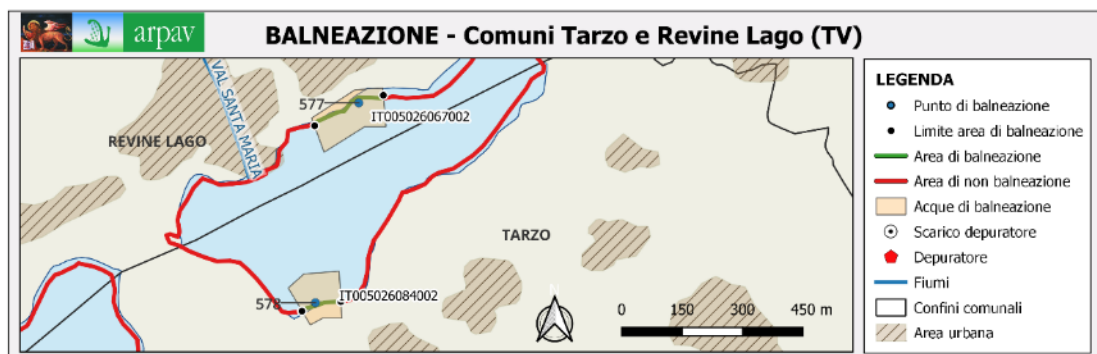 arpav
BALNEAZIONE - Comuni Tarzo e Revine Lago (TV)
VAL SANTA MARIA
577
IT005026067002
REVINE LAGO
TARZO
578
IT005026084002
N
0 150 300 450 m
LEGENDA
Punto di balneazione
Limite area di balneazione
Area di balneazione
Area di non balneazione
Acque di balneazione
Scarico depuratore
Depuratore
Fiumi
Confini comunali
Area urbana